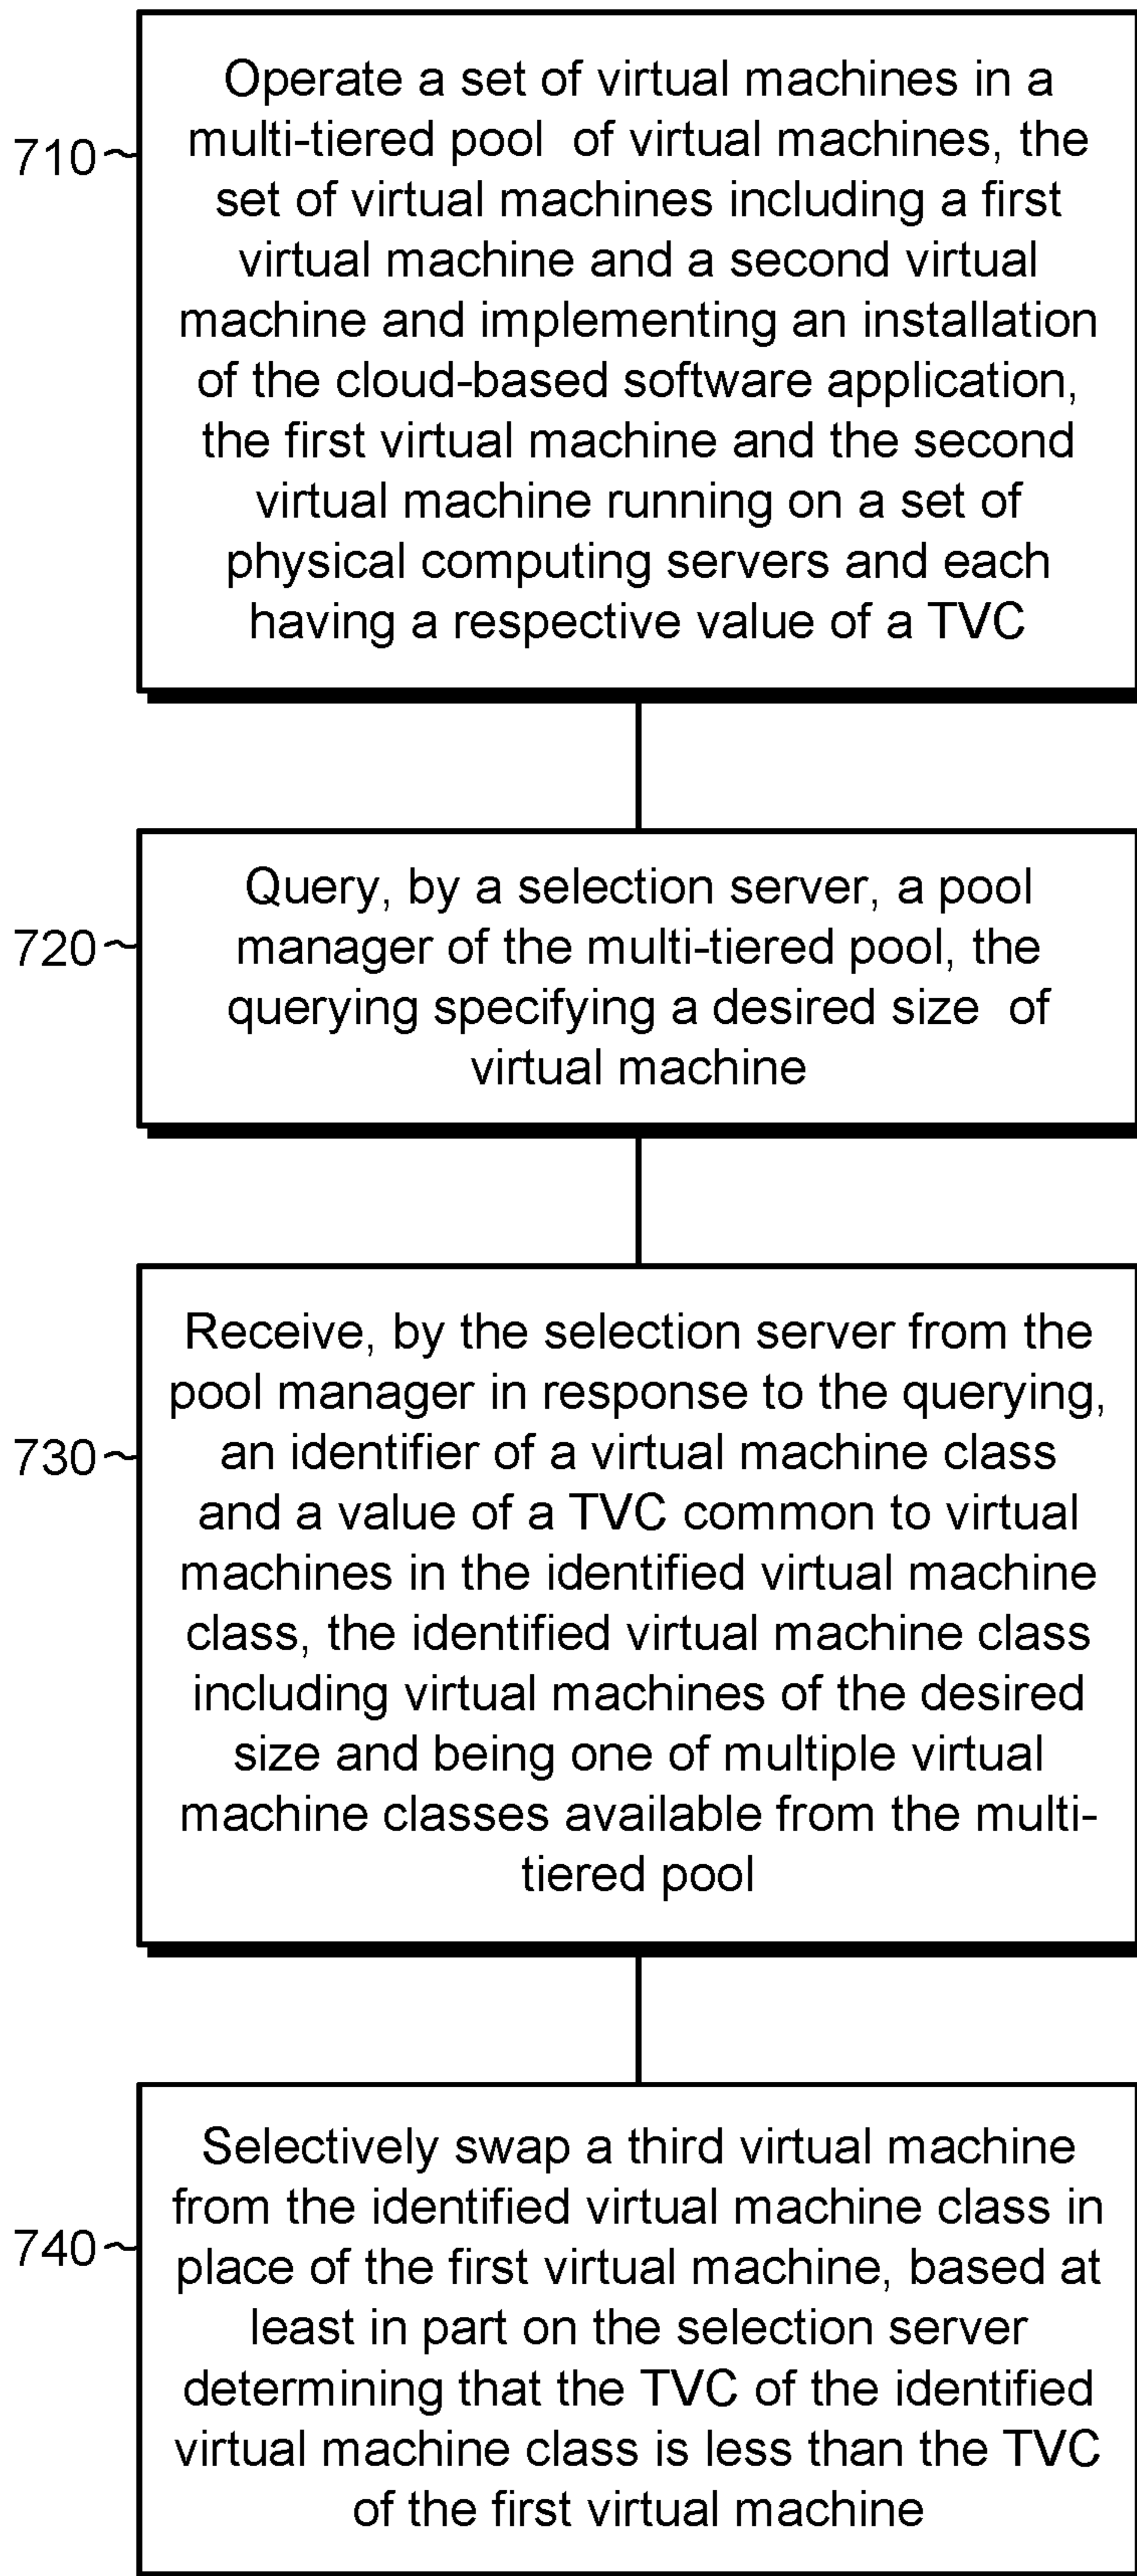 Operate a set of virtual machines in a
multi-tiered pool of virtual machines, the
710
set of virtual machines including a first
virtual machine and a second virtual
machine and implementing an installation
of the cloud-based software application,
the first virtual machine and the second
virtual machine running on a set of
physical computing servers and each
having a respective value of a TVC
Query, by a selection server, a pool
720
manager of the multi-tiered pool, the
querying specifying a desired size of
virtual machine
Receive, by the selection server from the
pool manager in response to the querying,
730
an identifier of a virtual machine class
and a value of a TVC common to virtual
machines in the identified virtual machine
class, the identified virtual machine class
including virtual machines of the desired
size and being one of multiple virtual
machine classes available from the multi-
tiered pool
Selectively swap a third virtual machine
from the identified virtual machine class in
740
place of the first virtual machine, based at
least in part on the selection server
determining that the TVC of the identified
virtual machine class is less than the TVC
of the first virtual machine